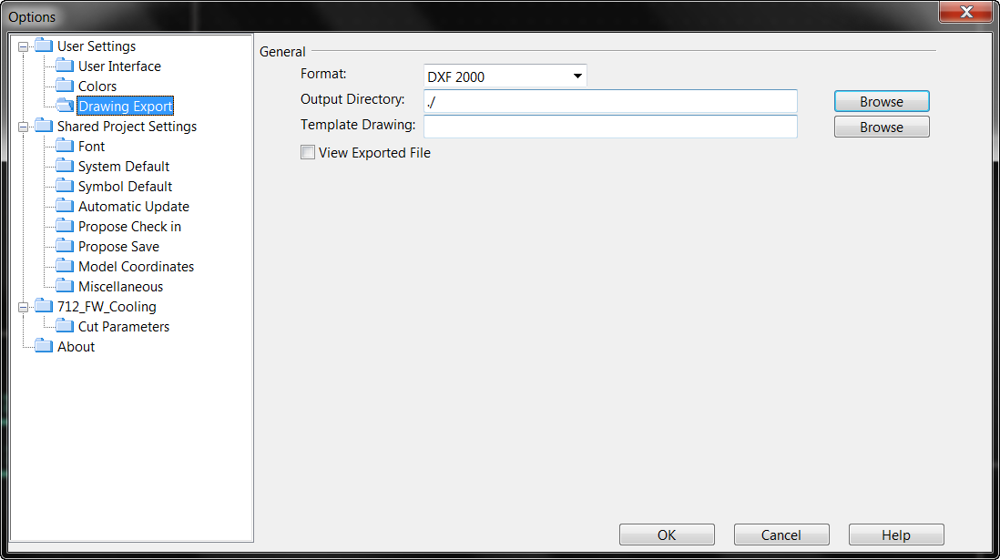 Options
User Settings
User Interface
Colors
Drawing Export
Shared Project Settings
Font
System Default
Symbol Default
Automatic Update
Propose Check in
Propose Save
Model Coordinates
Miscellaneous
712_FW_Cooling
Cut Parameters
About
General
Format: DXF 2000
Output Directory: ./ Browse
Template Drawing: Browse
View Exported File
OK Cancel Help